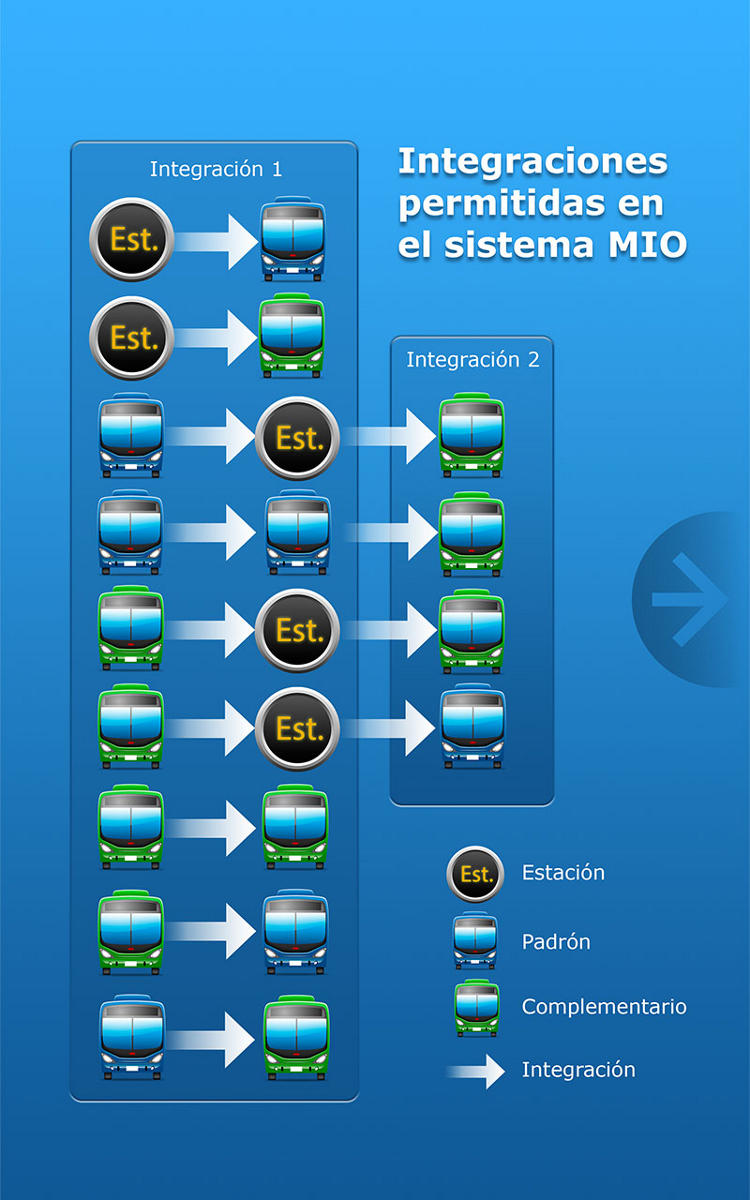 Integraciones
permitidas en
el sistema MIO
Integración 1
Est.
Est.
Integración 2
Est.
Est.
Est.
Est. Estación
Padrón
Complementario
Integración